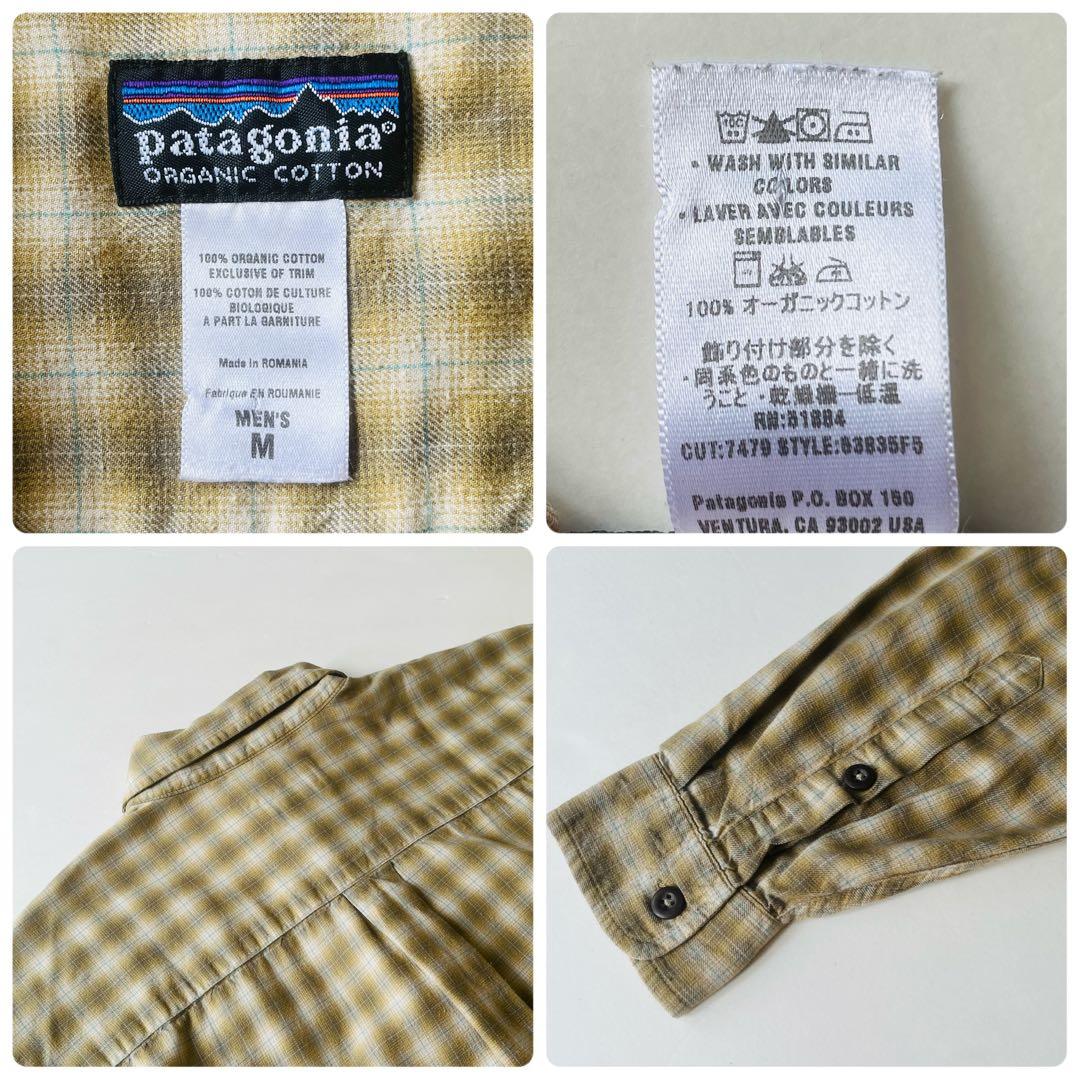 patagonia®
ORGANIC COTTON
100% ORGANIC COTTON
EXCLUSIVE OF TRIM
100% COTON DE CULTURE
BIOLOGIQUE
A PART LA GARNITURE
Made in ROMANIA
Fabrique EN ROUMANIE
MEN'S
M
• WASH WITH SIMILAR
COLORS
• LAVER AVEC COULEURS
SEMBLABLES
100% オーガニックコットン
飾り付け部分を除く
・同系色のものと一緒に洗
うこと・乾燥機一低温
RN:51884
CUT:7479 STYLE:53835F5
Patagonia P.O. BOX 150
VENTURA, CA 93002 USA